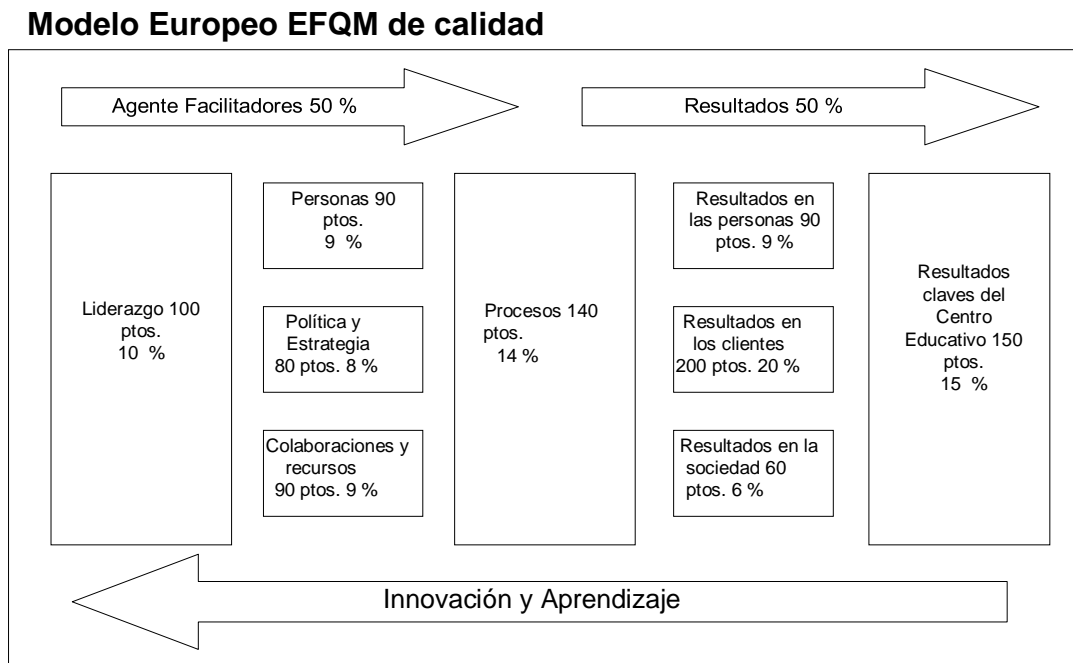 Modelo Europeo EFQM de calidad
Agente Facilitadores 50 %
Resultados 50 %
Liderazgo 100
ptos.
10 %
Personas 90
ptos.
9 %
Política y
Estrategia
80 ptos. 8 %
Colaboraciones y
recursos
90 ptos. 9 %
Procesos 140
ptos.
14 %
Resultados en
las personas 90
ptos. 9 %
Resultados en
los clientes
200 ptos. 20 %
Resultados en la
sociedad 60
ptos. 6 %
Resultados
claves del
Centro
Educativo 150
ptos.
15 %
Innovación y Aprendizaje